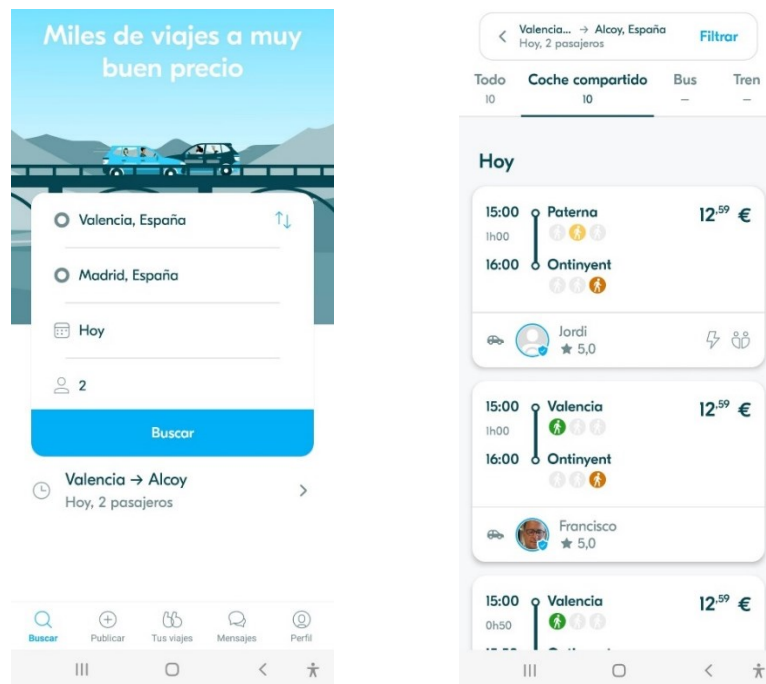 Miles de viajes a muy
buen precio
Valencia, España
Madrid, España
Hoy
2
Buscar
Valencia → Alcoy
Hoy, 2 pasajeros
Buscar
Publicar
Tus viajes
Mensajes
Perfil
Valencia... → Alcoy, España
Hoy, 2 pasajeros
Filtrar
Todo
10
Coche compartido
10
Bus
–
Tren
–
Hoy
15:00 Paterna 12,59 €
1h00
16:00 Ontinyent
Jordi
★ 5,0
15:00 Valencia 12,59 €
1h00
16:00 Ontinyent
Francisco
★ 5,0
15:00 Valencia 12,59 €
0h50